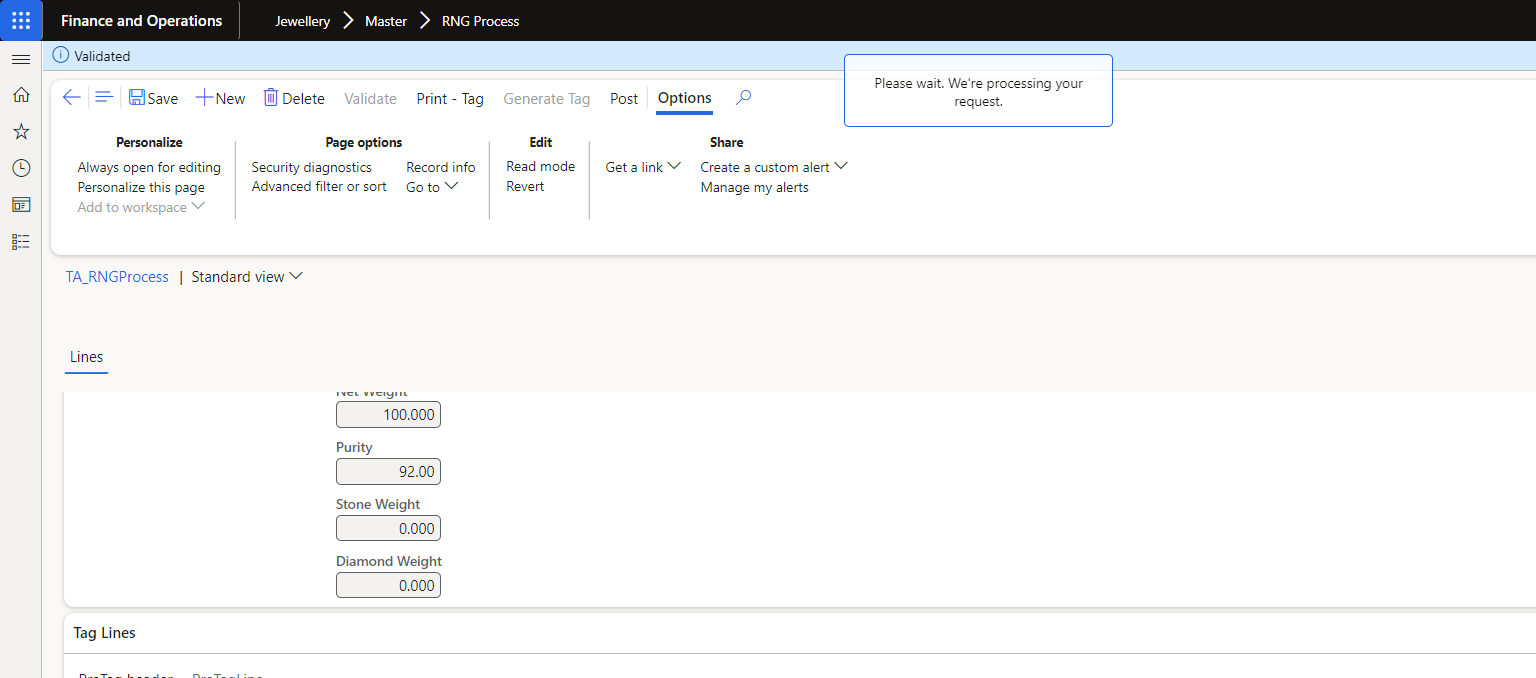 Finance and Operations Jewellery Master RNG Process
Validated
Please wait. We're processing your
request.
Save New Delete Validate Print - Tag Generate Tag Post Options
Personalize Page options Edit Share
Always open for editing Security diagnostics Record info Read mode Get a link Create a custom alert
Personalize this page Advanced filter or sort Go to Revert Manage my alerts
Add to workspace
TA_RNGProcess | Standard view
Lines
Net Weight
100.000
Purity
92.00
Stone Weight
0.000
Diamond Weight
0.000
Tag Lines